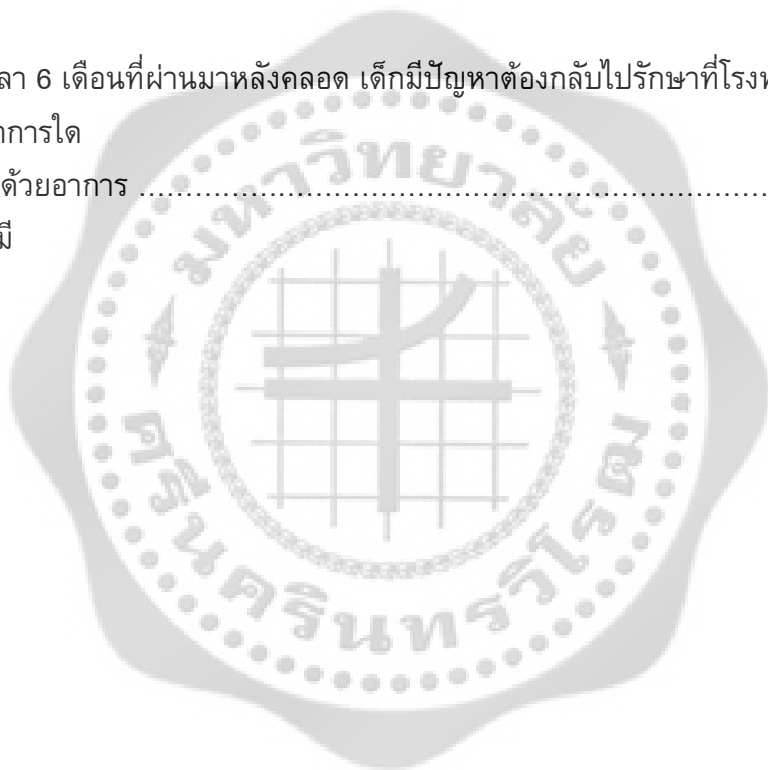 ลา 6 เดือนที่ผ่านมาหลังคลอด เด็กมีปัญหาต้องกลับไปรักษาที่โรงพ
าการใด
ด้วยอาการ ........................................................................
มี
มหาวิทยาลัย
ศรีนครินทรวิโรฒ